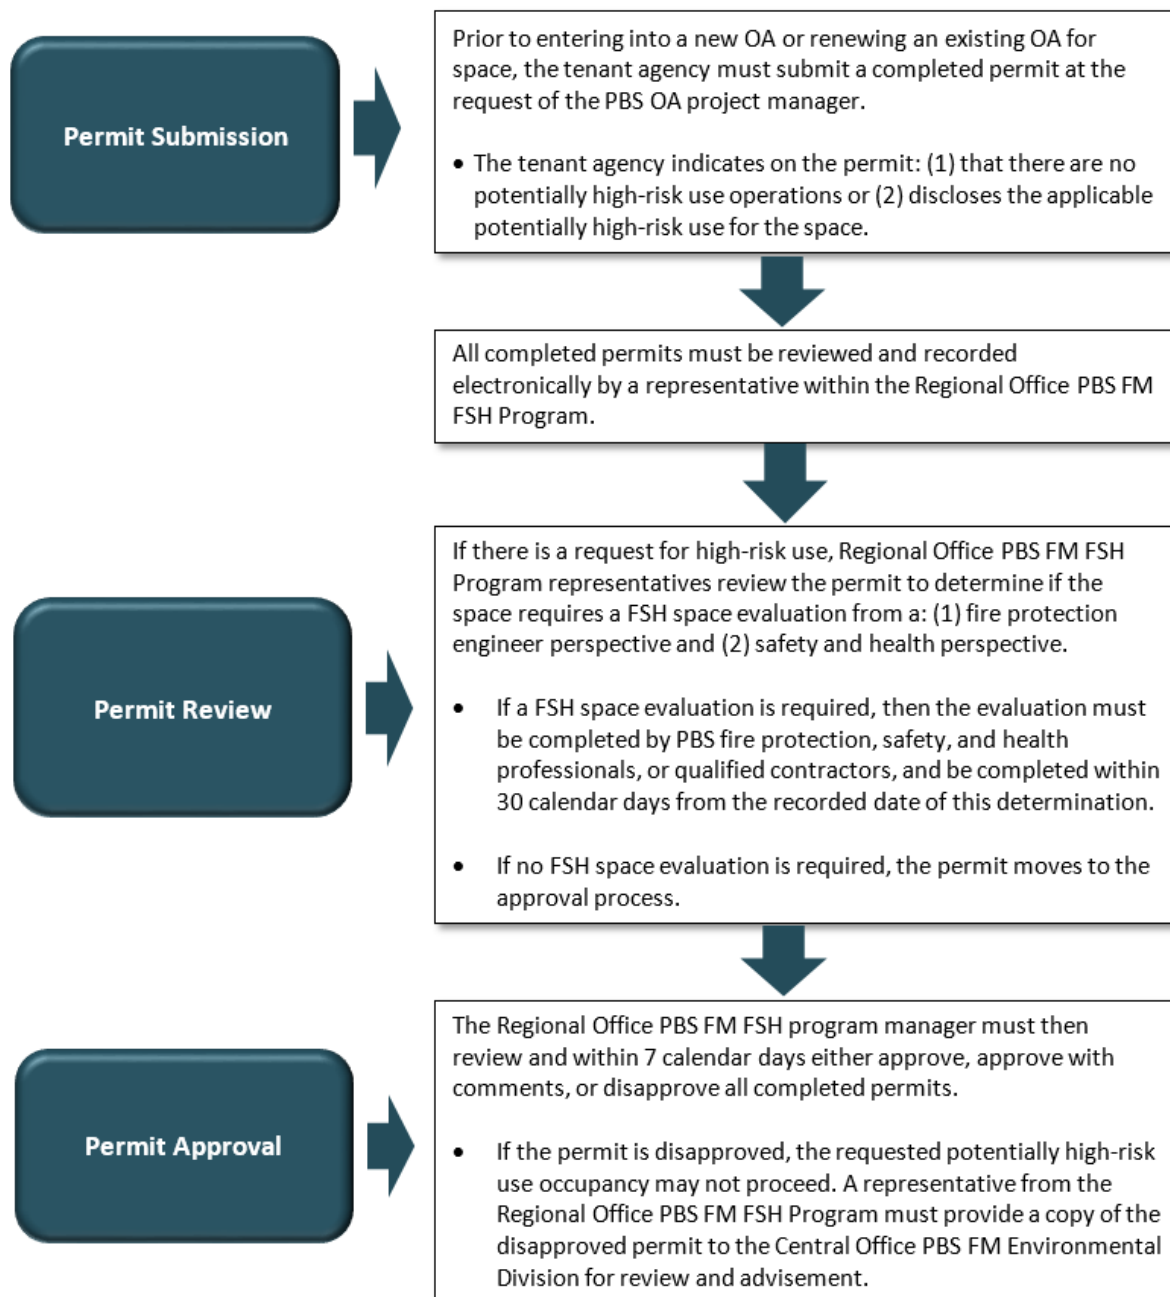 Permit Submission
Prior to entering into a new OA or renewing an existing OA for
space, the tenant agency must submit a completed permit at the
request of the PBS OA project manager.
• The tenant agency indicates on the permit: (1) that there are no
potentially high-risk use operations or (2) discloses the applicable
potentially high-risk use for the space.
All completed permits must be reviewed and recorded
electronically by a representative within the Regional Office PBS FM
FSH Program.
Permit Review
If there is a request for high-risk use, Regional Office PBS FM FSH
Program representatives review the permit to determine if the
space requires a FSH space evaluation from a: (1) fire protection
engineer perspective and (2) safety and health perspective.
• If a FSH space evaluation is required, then the evaluation must
be completed by PBS fire protection, safety, and health
professionals, or qualified contractors, and be completed within
30 calendar days from the recorded date of this determination.
• If no FSH space evaluation is required, the permit moves to the
approval process.
Permit Approval
The Regional Office PBS FM FSH program manager must then
review and within 7 calendar days either approve, approve with
comments, or disapprove all completed permits.
• If the permit is disapproved, the requested potentially high-risk
use occupancy may not proceed. A representative from the
Regional Office PBS FM FSH Program must provide a copy of the
disapproved permit to the Central Office PBS FM Environmental
Division for review and advisement.